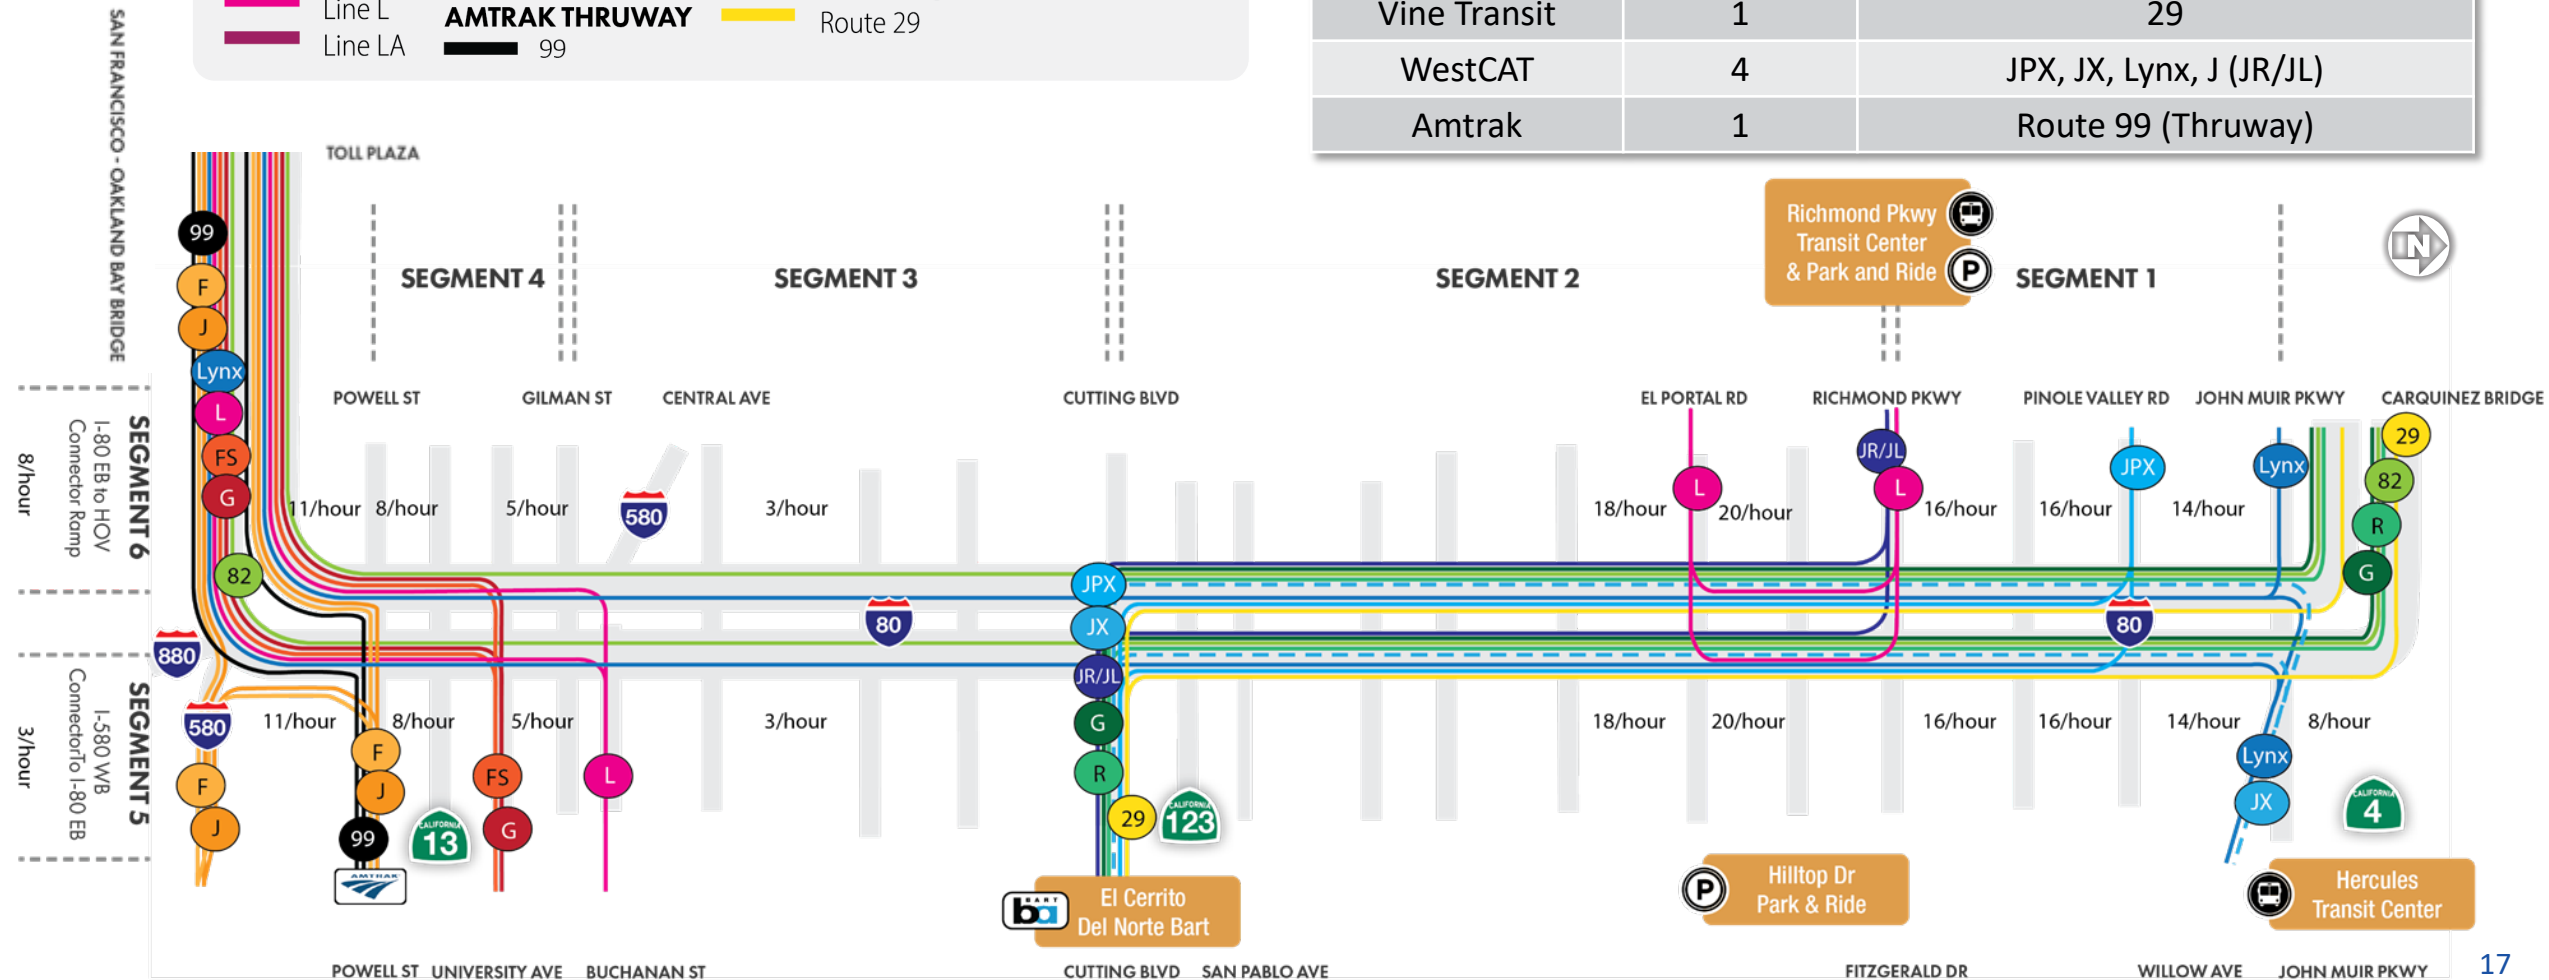 Line L
Line LA
AMTRAK THRUWAY
99
Route 29
Vine Transit 1 29
WestCAT 4 JPX, JX, Lynx, J (JR/JL)
Amtrak 1 Route 99 (Thruway)
SAN FRANCISCO - OAKLAND BAY BRIDGE
TOLL PLAZA
SEGMENT 4
SEGMENT 3
SEGMENT 2
SEGMENT 1
Richmond Pkwy
Transit Center
& Park and Ride
P
N
99
F
J
Lynx
L
FS
G
82
POWELL ST
GILMAN ST
CENTRAL AVE
CUTTING BLVD
EL PORTAL RD
RICHMOND PKWY
PINOLE VALLEY RD
JOHN MUIR PKWY
CARQUINEZ BRIDGE
SEGMENT 6
I-80 EB to HOV
Connector Ramp
8/hour
11/hour
8/hour
5/hour
580
3/hour
18/hour
L
20/hour
JR/JL
L
16/hour
16/hour
JPX
14/hour
Lynx
29
82
R
G
80
80
JPX
JX
JR/JL
G
R
29
CALIFORNIA
123
880
580
SEGMENT 5
I-580 WB
ConnectorTo I-80 EB
3/hour
11/hour
8/hour
5/hour
3/hour
18/hour
20/hour
16/hour
16/hour
14/hour
8/hour
F
J
F
J
99
AMTRAK
CALIFORNIA
13
FS
G
L
Lynx
JX
CALIFORNIA
4
BART
ba
El Cerrito
Del Norte Bart
P
Hilltop Dr
Park & Ride
Hercules
Transit Center
POWELL ST
UNIVERSITY AVE
BUCHANAN ST
CUTTING BLVD
SAN PABLO AVE
FITZGERALD DR
WILLOW AVE
JOHN MUIR PKWY
17